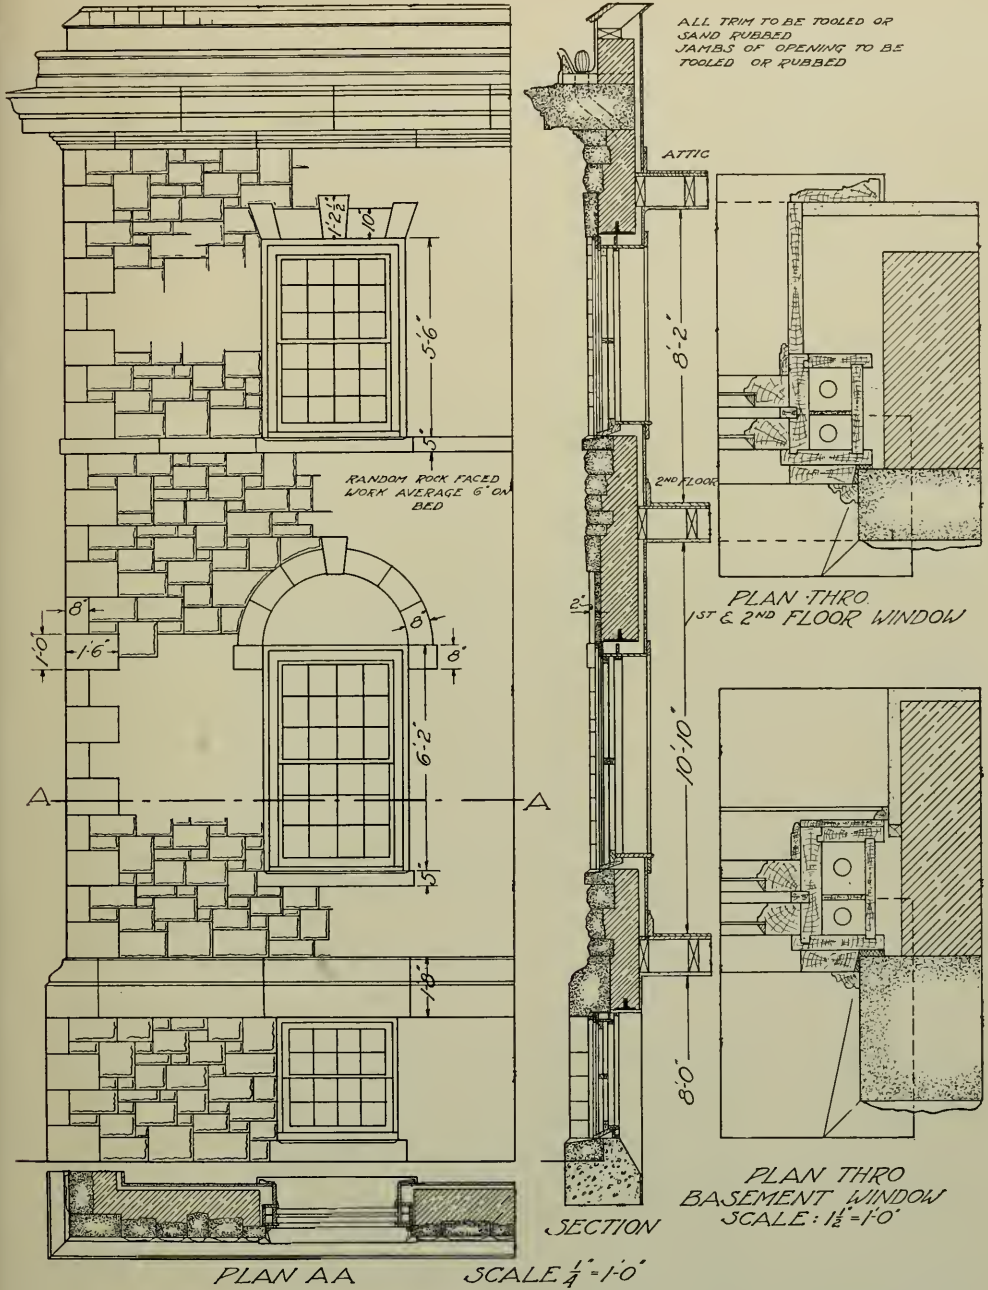 ALL TRIM TO BE TOOLED OR
SAND RUBBED
JAMBS OF OPENING TO BE
TOOLED OR RUBBED
ATTIC
1'-2½"
10"
5'-6"
8'-2"
5"
RANDOM ROCK FACED
WORK AVERAGE 6" ON
BED
2ND FLOOR
PLAN THRO.
1ST & 2ND FLOOR WINDOW
8"
1'-0"
1'-6"
8"
8"
2"
6'-2"
10'-10"
A
A
5"
1'-8"
8'-0"
PLAN THRO
BASEMENT WINDOW
SCALE: 1½"=1'-0"
SECTION
PLAN AA
SCALE ¼"=1'-0"